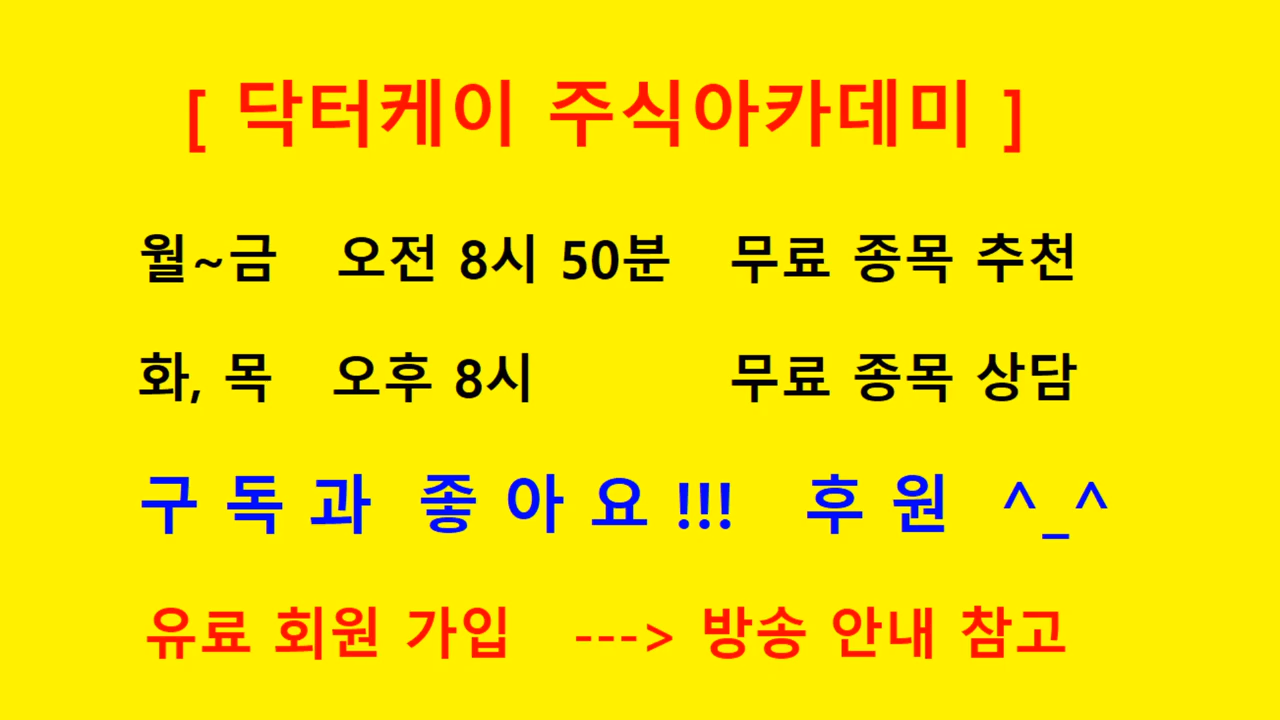 [ 닥터케이 주식아카데미 ]
월~금 오전 8시 50분 무료 종목 추천
화, 목 오후 8시 무료 종목 상담
구 독 과 좋 아 요 !!! 후 원 ^_^
유료 회원 가입 ---> 방송 안내 참고